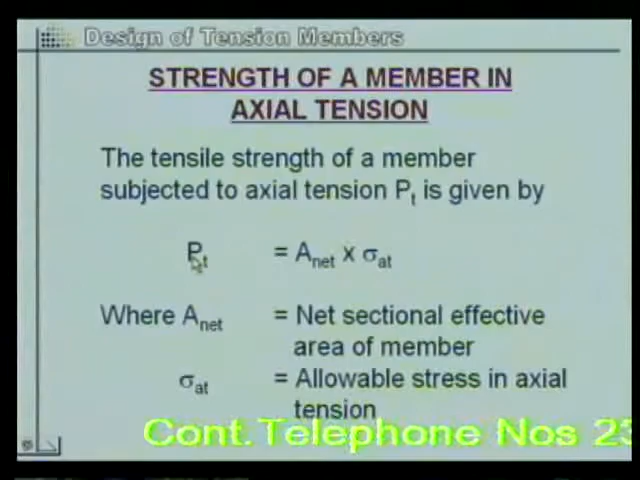 Design of Tension Members
STRENGTH OF A MEMBER IN
AXIAL TENSION
The tensile strength of a member
subjected to axial tension Pt is given by
Pt = Anet x σat
Where Anet = Net sectional effective
area of member
σat = Allowable stress in axial
tension
Cont. Telephone Nos 23